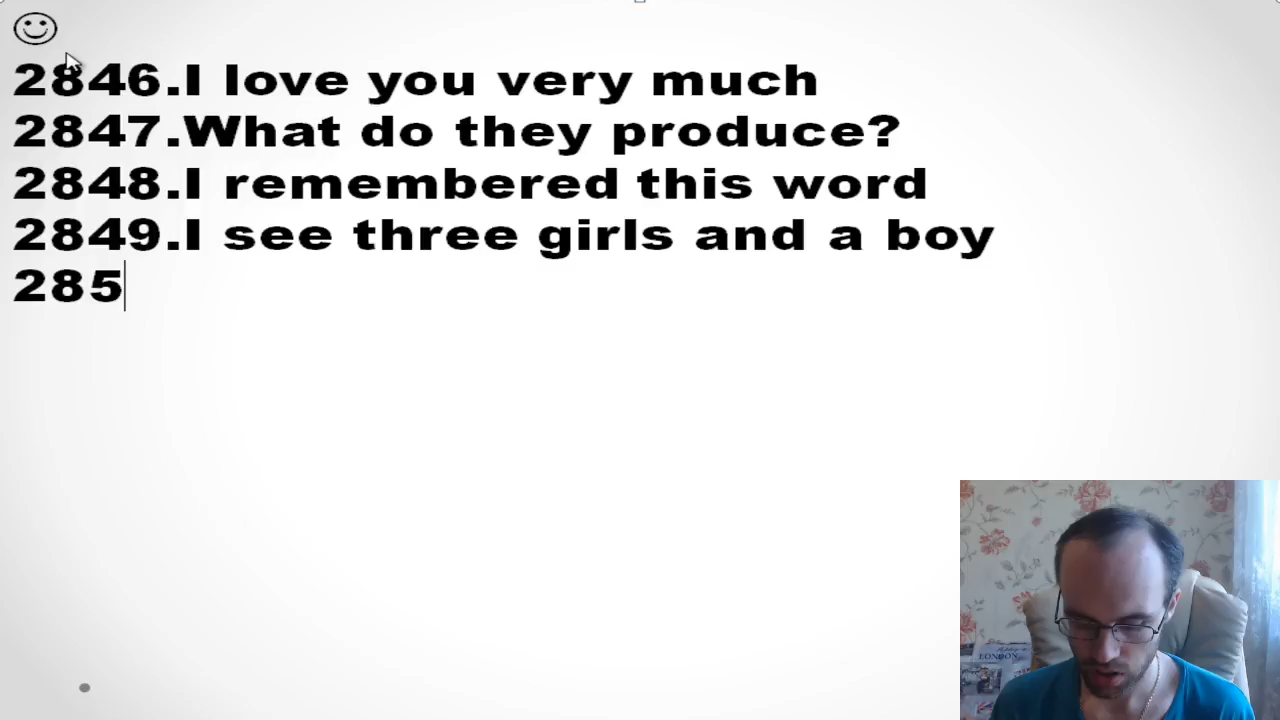 2846.I love you very much
2847.What do they produce?
2848.I remembered this word
2849.I see three girls and a boy
285
LONDON